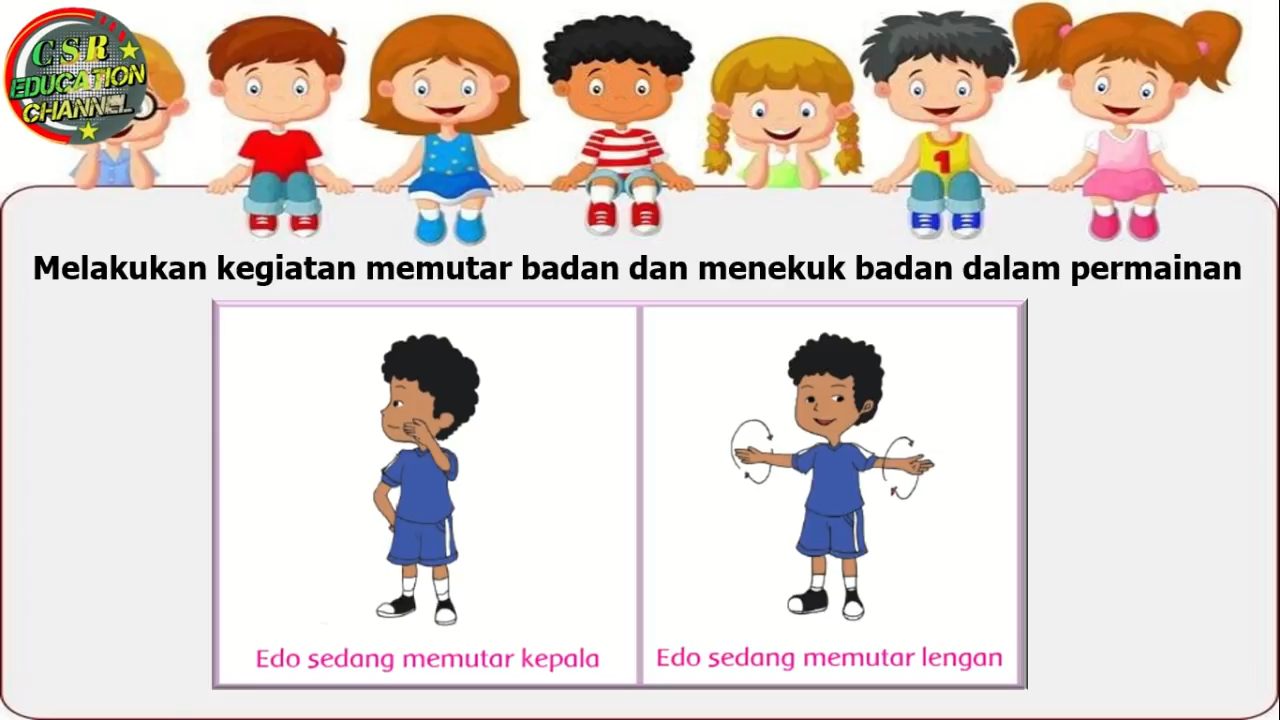 CSR
EDUCATION
CHANNEL
1
Melakukan kegiatan memutar badan dan menekuk badan dalam permainan
Edo sedang memutar kepala
Edo sedang memutar lengan